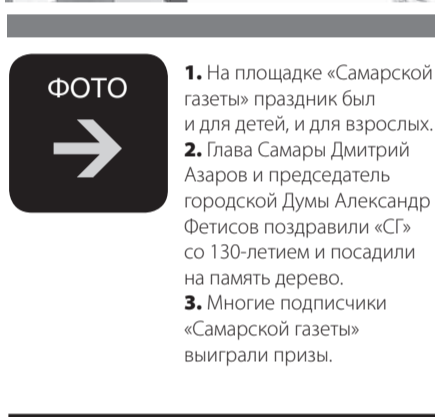 ФОТО
1. На площадке «Самарской
газеты» праздник был
и для детей, и для взрослых.
2. Глава Самары Дмитрий
Азаров и председатель
городской Думы Александр
Фетисов поздравили «СГ»
со 130-летием и посадили
на память дерево.
3. Многие подписчики
«Самарской газеты»
выиграли призы.